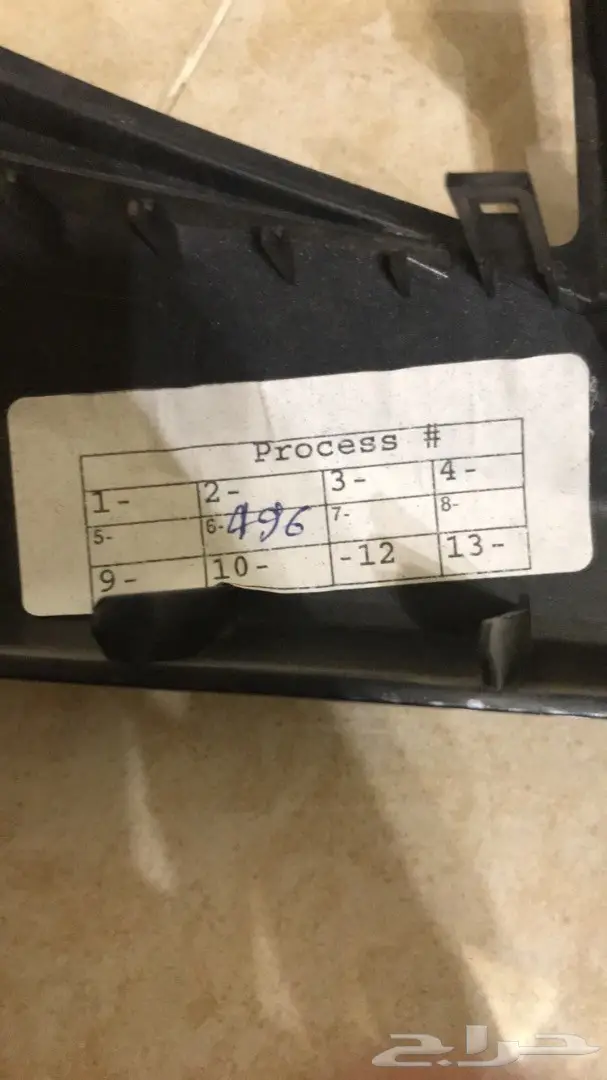 Process #
1- 2- 3- 4-
5- 6-496 7- 8-
9- 10- -12 13-
حراج